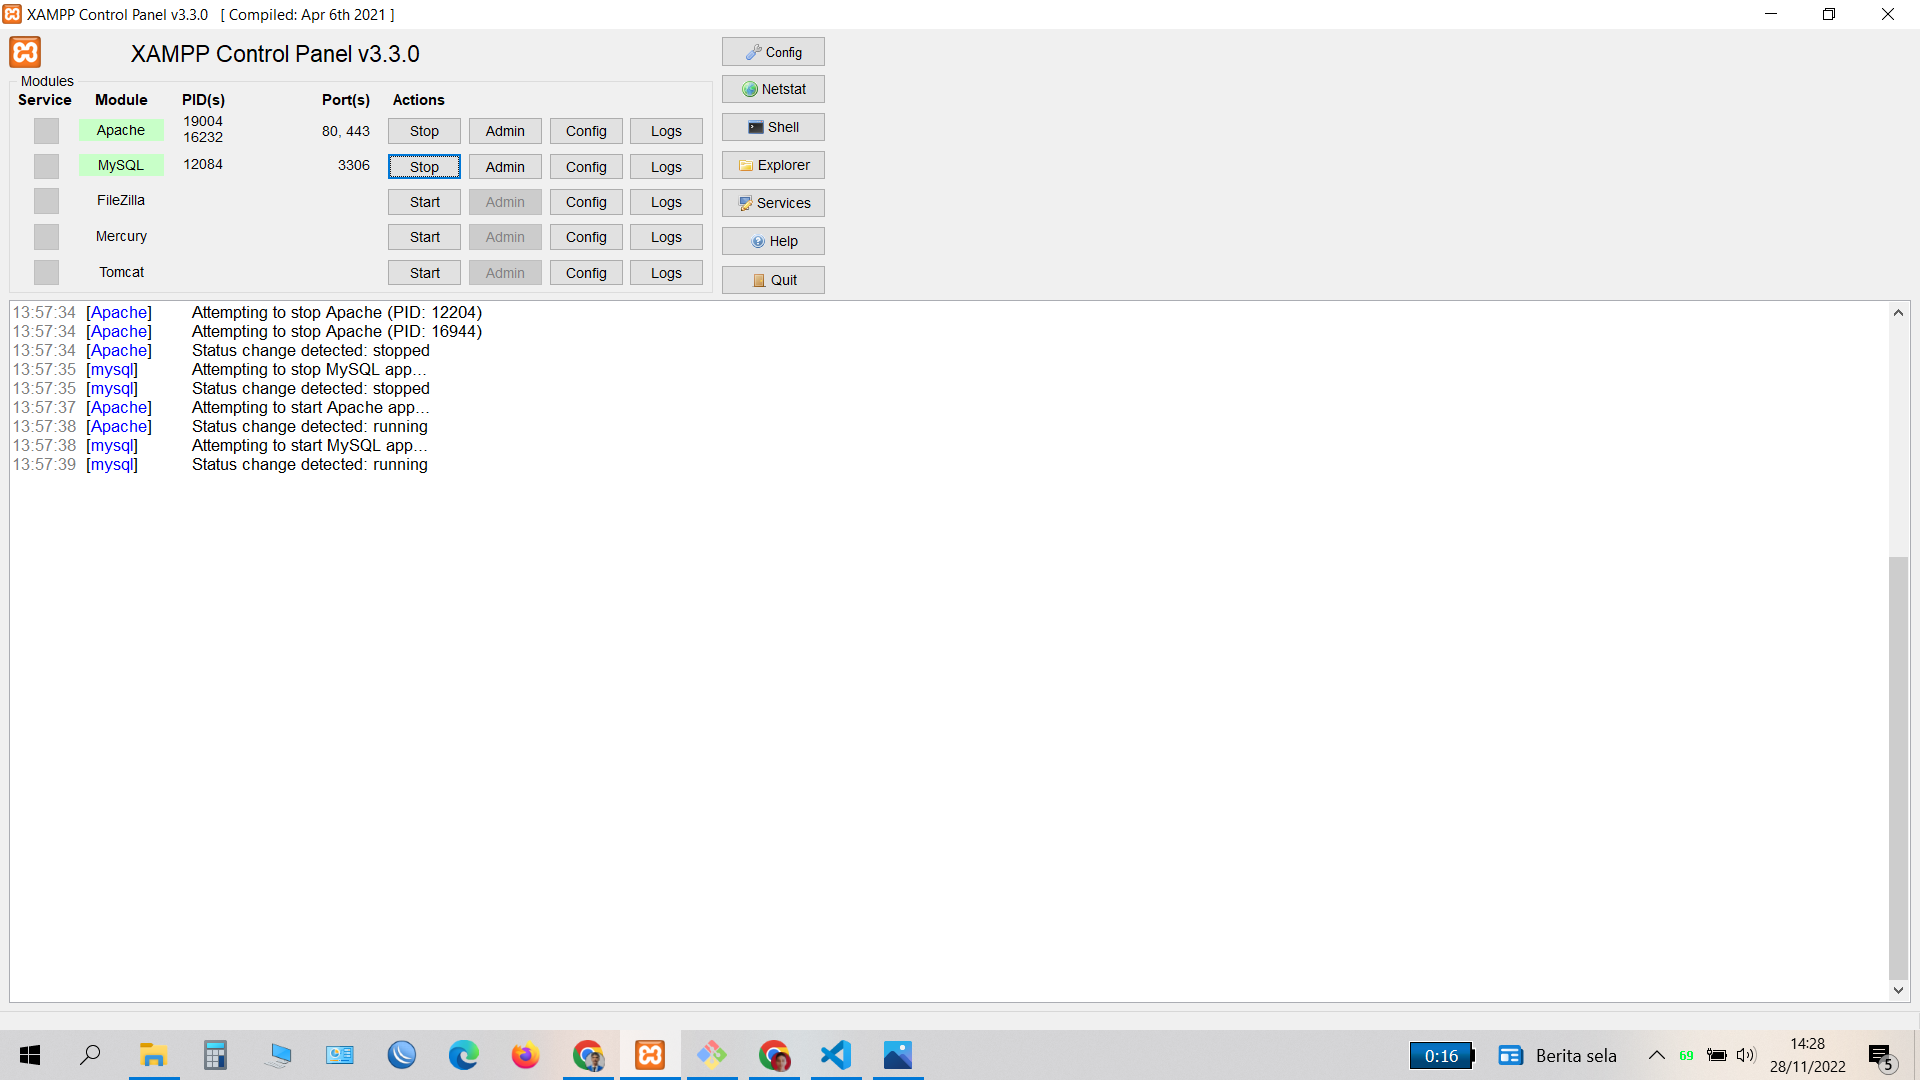 XAMPP Control Panel v3.3.0 [ Compiled: Apr 6th 2021 ]
XAMPP Control Panel v3.3.0
Config
Netstat
Shell
Explorer
Services
Help
Quit
Modules
Service Module PID(s) Port(s) Actions
Apache 19004 16232 80, 443 Stop Admin Config Logs
MySQL 12084 3306 Stop Admin Config Logs
FileZilla Start Admin Config Logs
Mercury Start Admin Config Logs
Tomcat Start Admin Config Logs
13:57:34 [Apache] Attempting to stop Apache (PID: 12204)
13:57:34 [Apache] Attempting to stop Apache (PID: 16944)
13:57:34 [Apache] Status change detected: stopped
13:57:35 [mysql] Attempting to stop MySQL app...
13:57:35 [mysql] Status change detected: stopped
13:57:37 [Apache] Attempting to start Apache app...
13:57:38 [Apache] Status change detected: running
13:57:38 [mysql] Attempting to start MySQL app...
13:57:39 [mysql] Status change detected: running
0:16 Berita sela 69 14:28
28/11/2022 5